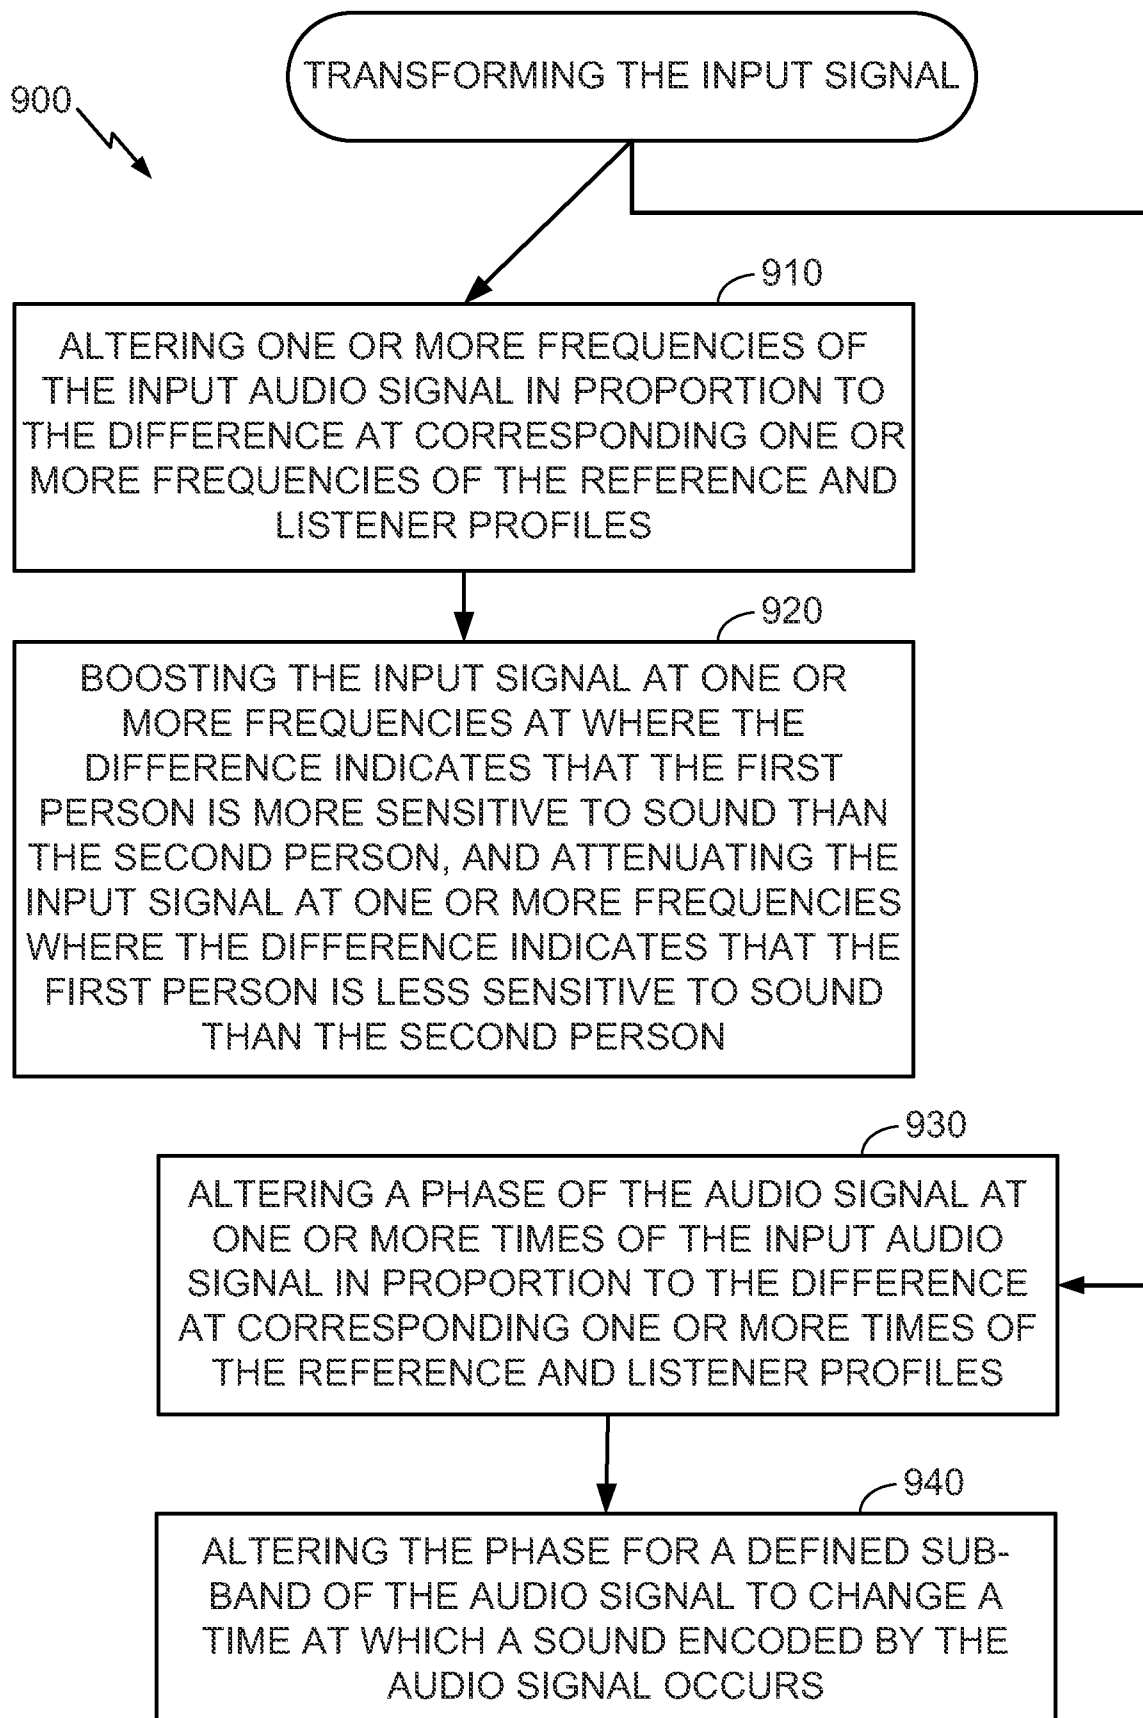 TRANSFORMING THE INPUT SIGNAL
900
910
ALTERING ONE OR MORE FREQUENCIES OF
THE INPUT AUDIO SIGNAL IN PROPORTION TO
THE DIFFERENCE AT CORRESPONDING ONE OR
MORE FREQUENCIES OF THE REFERENCE AND
LISTENER PROFILES
920
BOOSTING THE INPUT SIGNAL AT ONE OR
MORE FREQUENCIES AT WHERE THE
DIFFERENCE INDICATES THAT THE FIRST
PERSON IS MORE SENSITIVE TO SOUND THAN
THE SECOND PERSON, AND ATTENUATING THE
INPUT SIGNAL AT ONE OR MORE FREQUENCIES
WHERE THE DIFFERENCE INDICATES THAT THE
FIRST PERSON IS LESS SENSITIVE TO SOUND
THAN THE SECOND PERSON
930
ALTERING A PHASE OF THE AUDIO SIGNAL AT
ONE OR MORE TIMES OF THE INPUT AUDIO
SIGNAL IN PROPORTION TO THE DIFFERENCE
AT CORRESPONDING ONE OR MORE TIMES OF
THE REFERENCE AND LISTENER PROFILES
940
ALTERING THE PHASE FOR A DEFINED SUB-
BAND OF THE AUDIO SIGNAL TO CHANGE A
TIME AT WHICH A SOUND ENCODED BY THE
AUDIO SIGNAL OCCURS